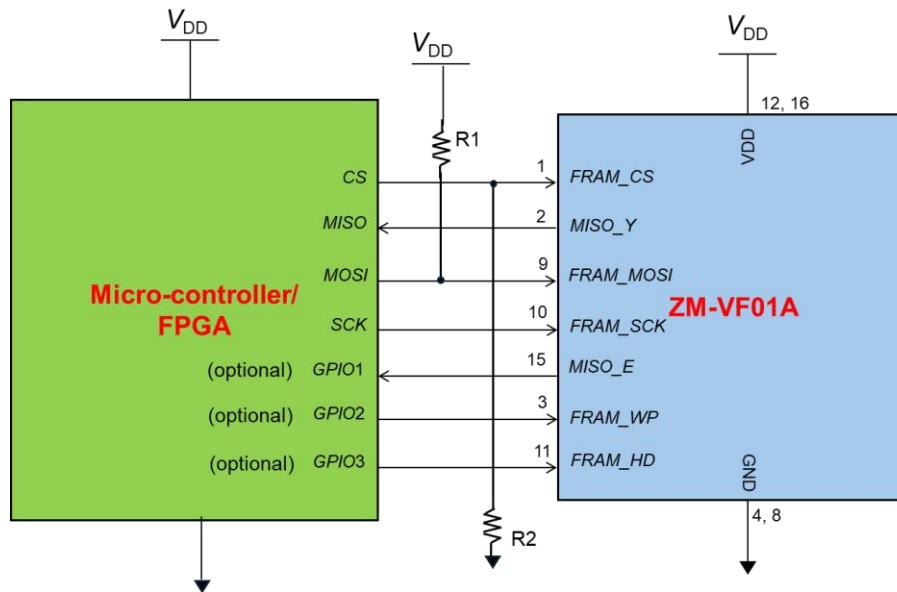 VDD
VDD
VDD
12, 16
VDD
R1
CS
1
FRAM_CS
MISO
2
MISO_Y
MOSI
9
FRAM_MOSI
Micro-controller/
FPGA
ZM-VF01A
SCK
10
FRAM_SCK
(optional) GPIO1
15
MISO_E
(optional) GPIO2
3
FRAM_WP
(optional) GPIO3
11
FRAM_HD
GND
4, 8
R2